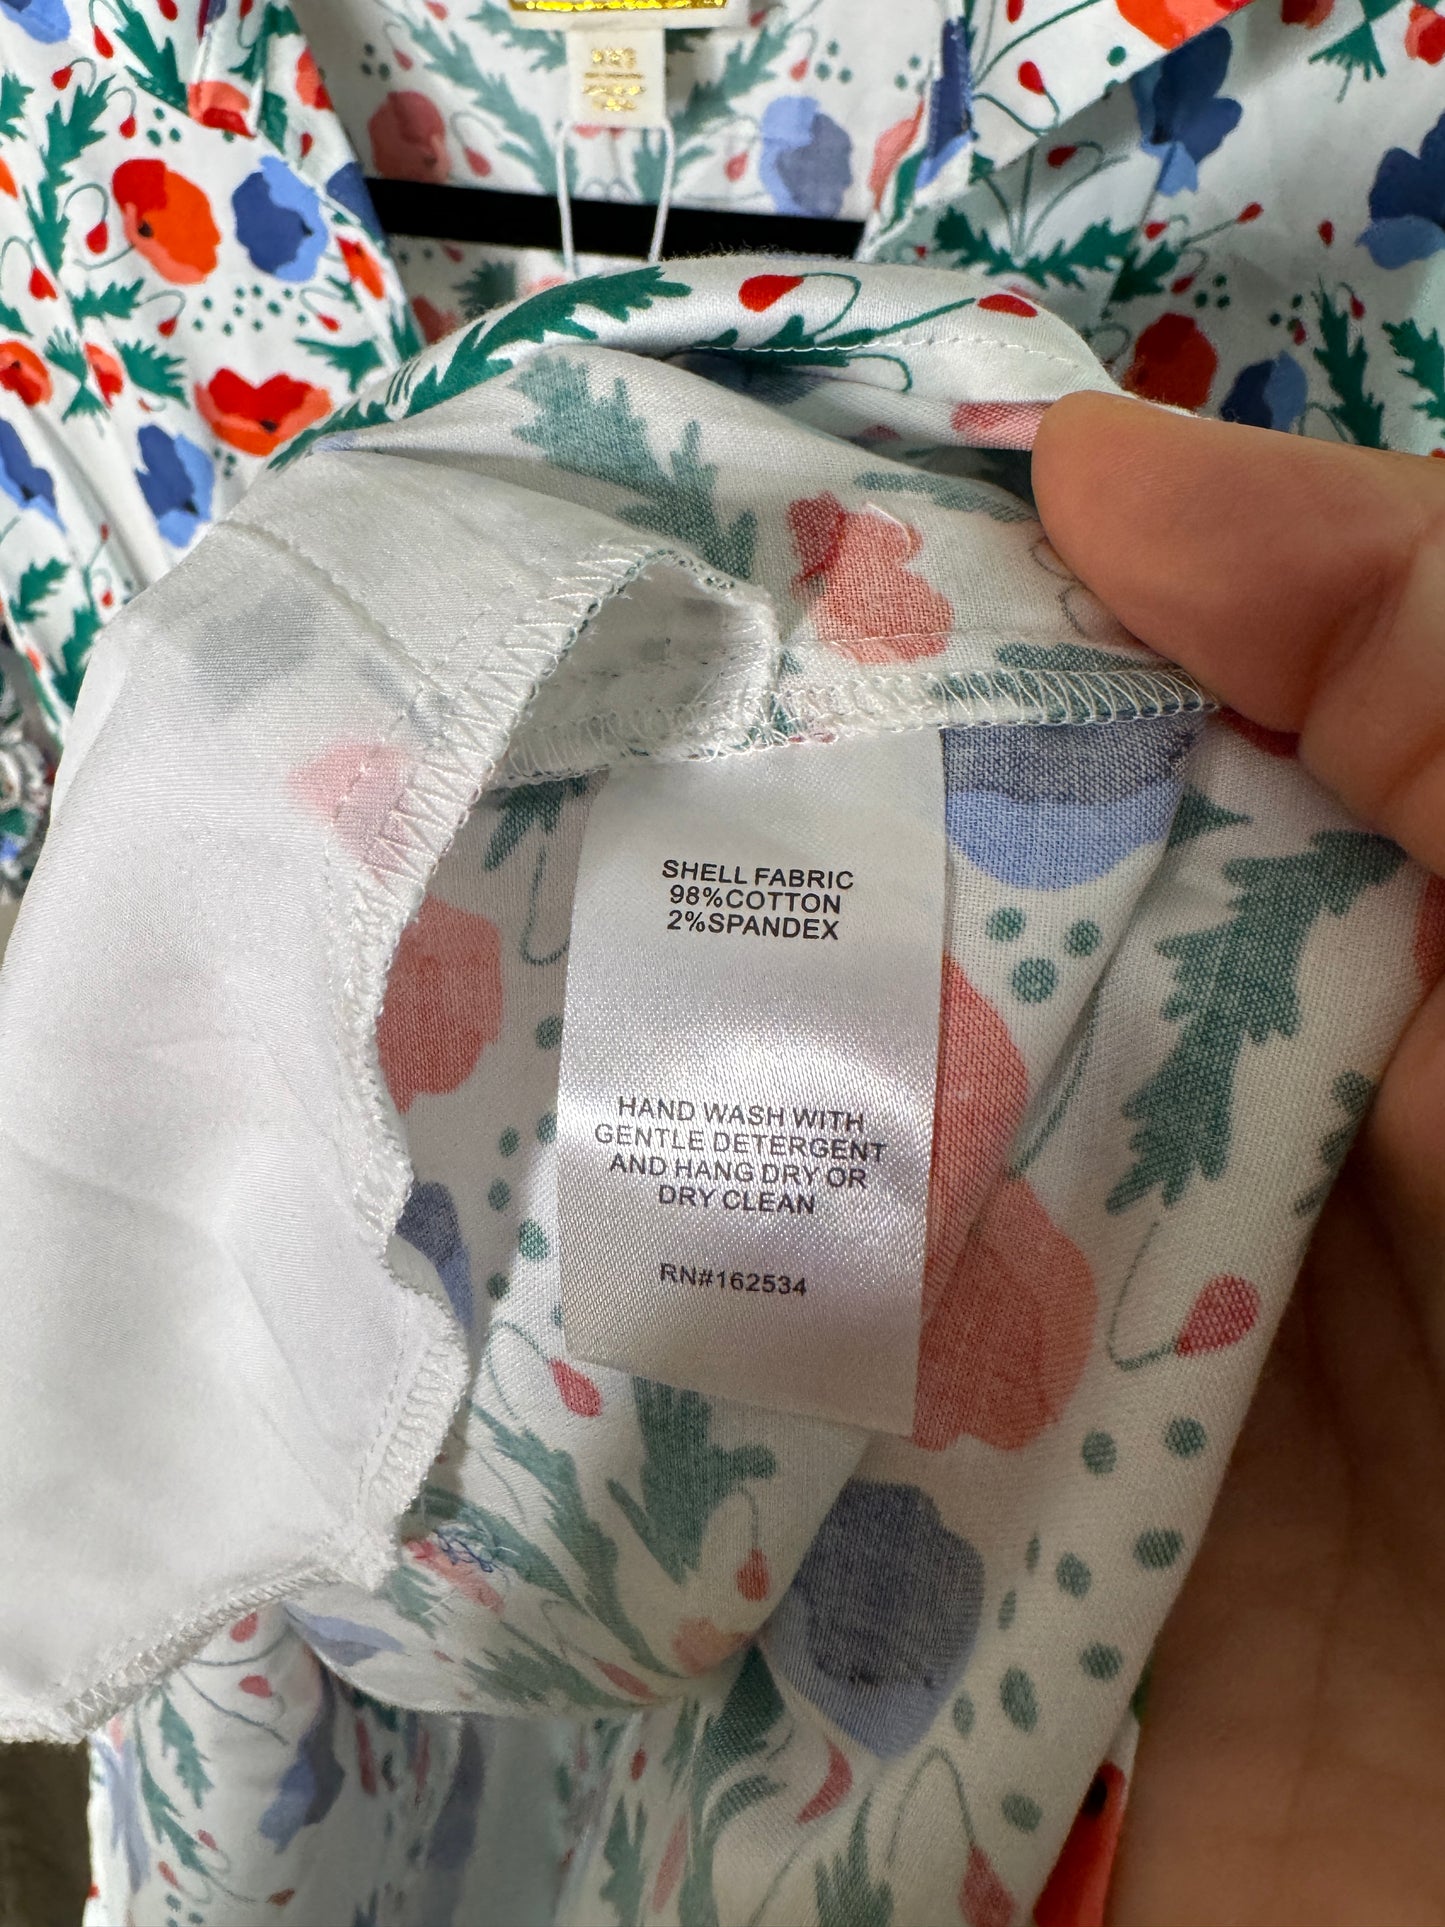 SHELL FABRIC
98%COTTON
2%SPANDEX
HAND WASH WITH
GENTLE DETERGENT
AND HANG DRY OR
DRY CLEAN
RN#162534